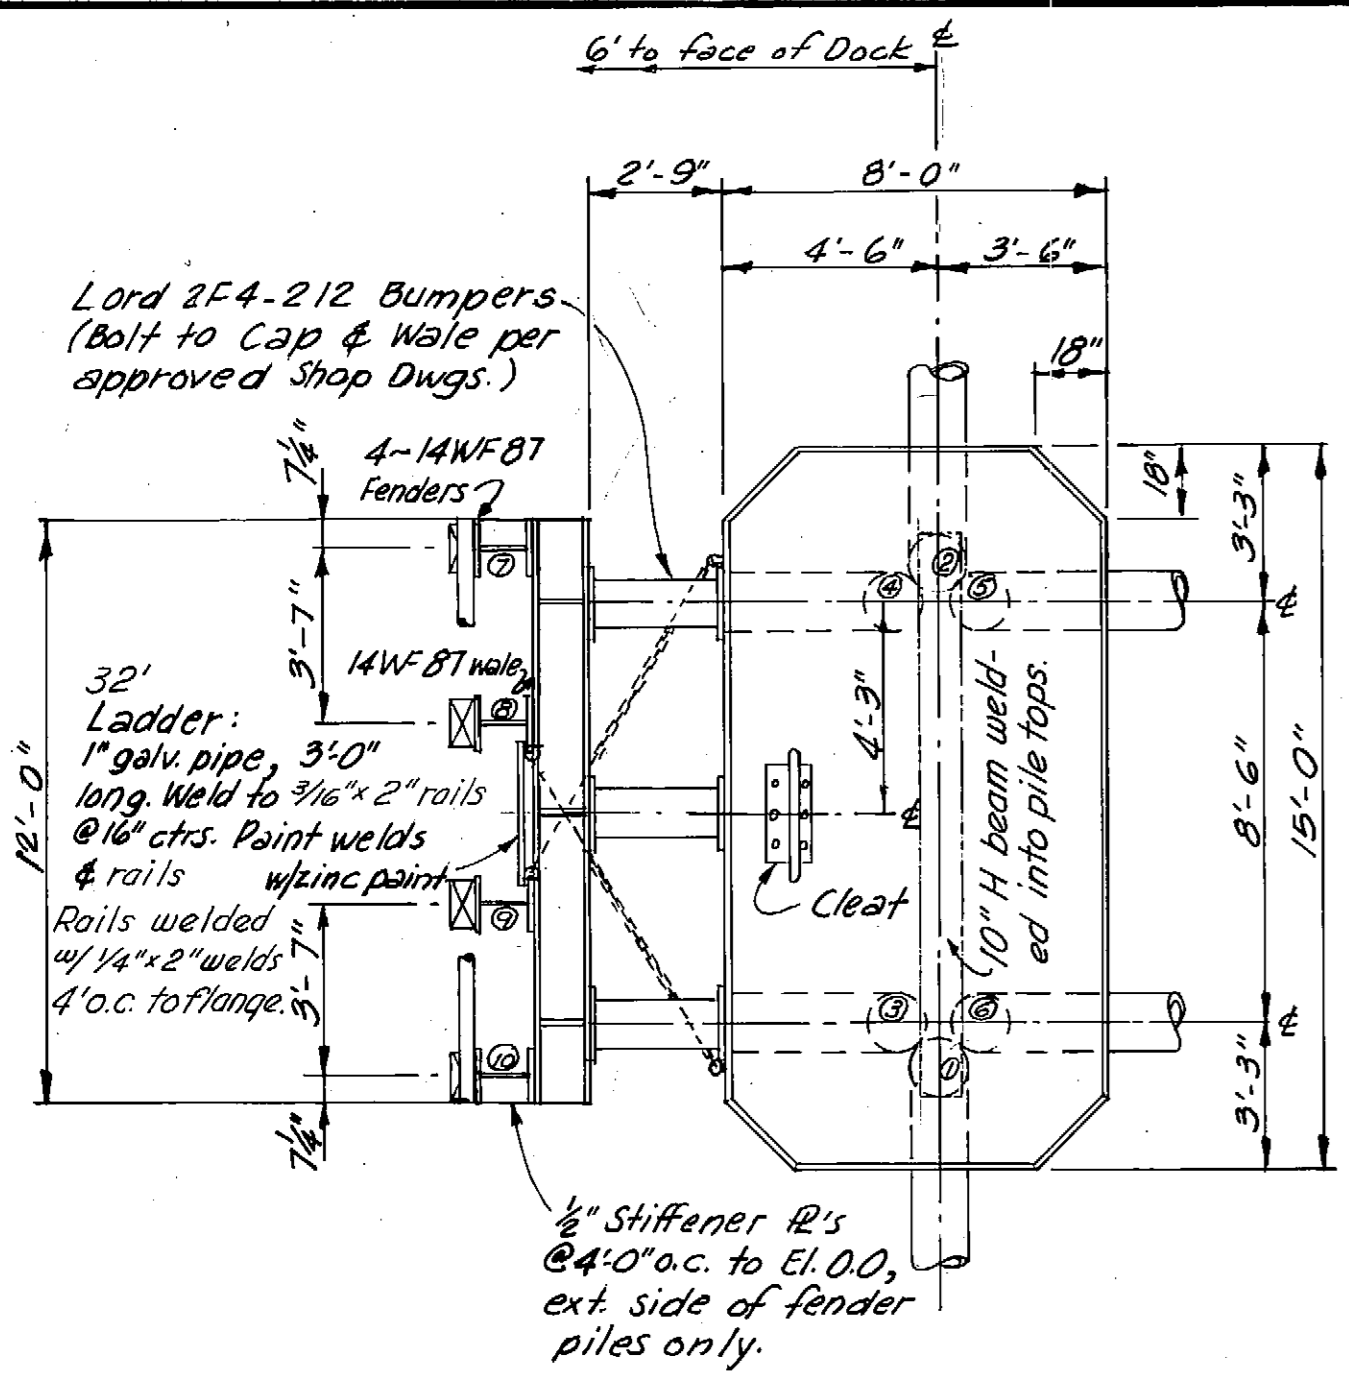 6' to face of Dock ℄
2'-9"
8'-0"
4'-6"
3'-6"
18"
Lord 2F4-212 Bumpers
(Bolt to Cap & Wale per
approved Shop Dwgs.)
7¼"
4~14WF87
Fenders
18"
3'-3"
⑦
②
④
⑤
℄
3'-7"
14WF87 wale
⑧
4'-3"
32'
Ladder:
1" galv. pipe, 3'-0"
long. Weld to 3/16"x 2" rails
@16" ctrs. Paint welds
& rails w/zinc paint
Rails welded
w/ 1/4"x2" welds
4' o.c. to flange.
12'-0"
℄
10" H beam weld-
ed into pile tops.
8'-6"
15'-0"
Cleat
⑨
3'-7"
③
⑥
①
℄
⑩
3'-3"
7¼"
½" Stiffener PL's
@4'-0" o.c. to El. 0.0,
ext. side of fender
piles only.